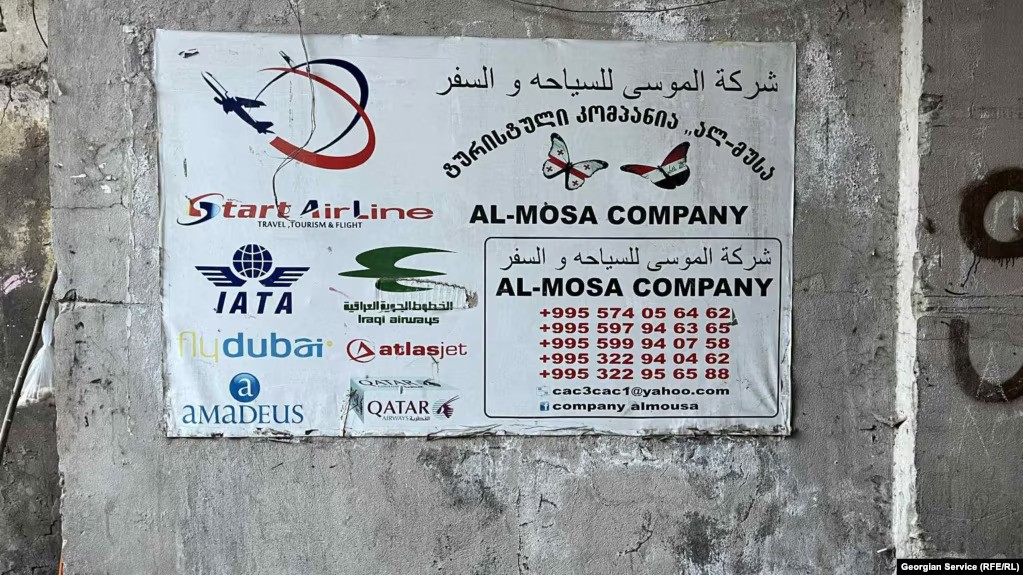 شركة الموسى للسياحه و السفر
ტურისტული კომპანია „ალ-მუსა
AL-MOSA COMPANY
Start AirLine
TRAVEL ,TOURISM & FLIGHT
IATA
الخطوط الجوية العراقية
Iraqi airways
flydubai
atlasjet
a
AMADEUS
QATAR
QATAR
AIRWAYS القطرية
شركة الموسى للسياحه و السفر
AL-MOSA COMPANY
+995 574 05 64 62
+995 597 94 63 65
+995 599 94 07 58
+995 322 94 04 62
+995 322 95 65 88
cac3cac1@yahoo.com
f company almousa
Georgian Service (RFE/RL)